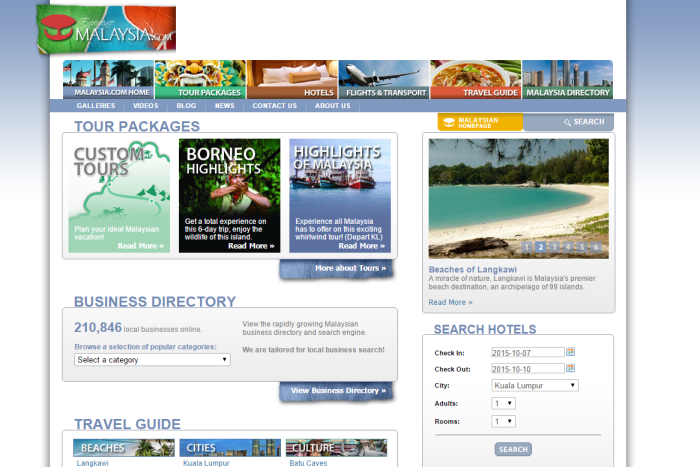 Experience
MALAYSIA.COM
MALAYSIA.COM HOME
TOUR PACKAGES
HOTELS
FLIGHTS & TRANSPORT
TRAVEL GUIDE
MALAYSIA DIRECTORY
GALLERIES
VIDEOS
BLOG
NEWS
CONTACT US
ABOUT US
MALAYSIAN
HOMEPAGE
SEARCH
TOUR PACKAGES
CUSTOM
TOURS
Plan your ideal Malaysian
vacation!
Read More »
BORNEO
HIGHLIGHTS
Get a total experience on
this 6-day trip; enjoy the
wildlife of this island.
Read More »
HIGHLIGHTS
OF MALAYSIA
Experience all Malaysia
has to offer on this exciting
whirlwind tour! (Depart KL)
Read More »
More about Tours »
1 2 3 4 5 6
Beaches of Langkawi
A miracle of nature, Langkawi is Malaysia's premier
beach destination, an archipelago of 99 islands.
Read More »
BUSINESS DIRECTORY
210,846 local businesses online.
Browse a selection of popular categories:
Select a category
View the rapidly growing Malaysian
business directory and search engine.
We are tailored for local business search!
View Business Directory »
SEARCH HOTELS
Check In: 2015-10-07
Check Out: 2015-10-10
City: Kuala Lumpur
Adults: 1
Rooms: 1
SEARCH
TRAVEL GUIDE
BEACHES
Langkawi
CITIES
Kuala Lumpur
CULTURE
Batu Caves